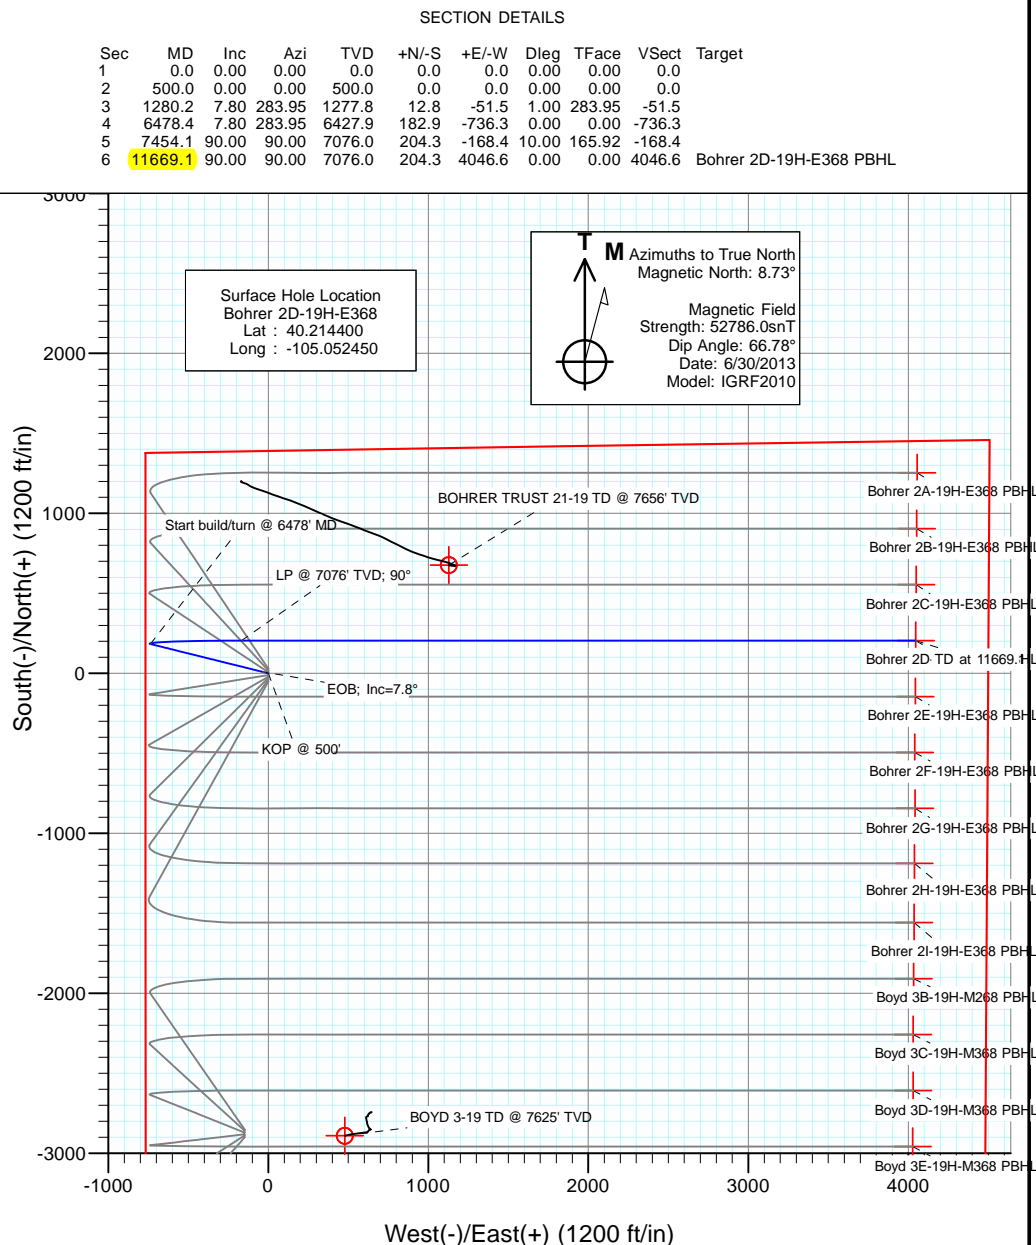 SECTION DETAILS
Sec MD Inc Azi TVD +N/-S +E/-W Dleg TFace VSect Target
1 0.0 0.00 0.00 0.0 0.0 0.0 0.00 0.00 0.0
2 500.0 0.00 0.00 500.0 0.0 0.0 0.00 0.00 0.0
3 1280.2 7.80 283.95 1277.8 12.8 -51.5 1.00 283.95 -51.5
4 6478.4 7.80 283.95 6427.9 182.9 -736.3 0.00 0.00 -736.3
5 7454.1 90.00 90.00 7076.0 204.3 -168.4 10.00 165.92 -168.4
6 11669.1 90.00 90.00 7076.0 204.3 4046.6 0.00 0.00 4046.6 Bohrer 2D-19H-E368 PBHL
3000
T M Azimuths to True North
Magnetic North: 8.73°
Magnetic Field
Strength: 52786.0snT
Dip Angle: 66.78°
Date: 6/30/2013
Model: IGRF2010
Surface Hole Location
Bohrer 2D-19H-E368
Lat : 40.214400
Long : -105.052450
2000
South(-)/North(+) (1200 ft/in)
Bohrer 2A-19H-E368 PBHL
BOHRER TRUST 21-19 TD @ 7656' TVD
1000
Start build/turn @ 6478' MD
Bohrer 2B-19H-E368 PBHL
LP @ 7076' TVD; 90°
Bohrer 2C-19H-E368 PBHL
Bohrer 2D TD at 11669.1
0
EOB; Inc=7.8°
Bohrer 2E-19H-E368 PBHL
KOP @ 500'
Bohrer 2F-19H-E368 PBHL
-1000
Bohrer 2G-19H-E368 PBHL
Bohrer 2H-19H-E368 PBHL
Bohrer 2I-19H-E368 PBHL
-2000
Boyd 3B-19H-M268 PBHL
Boyd 3C-19H-M368 PBHL
Boyd 3D-19H-M368 PBHL
BOYD 3-19 TD @ 7625' TVD
-3000
Boyd 3E-19H-M368 PBHL
-1000 0 1000 2000 3000 4000
West(-)/East(+) (1200 ft/in)